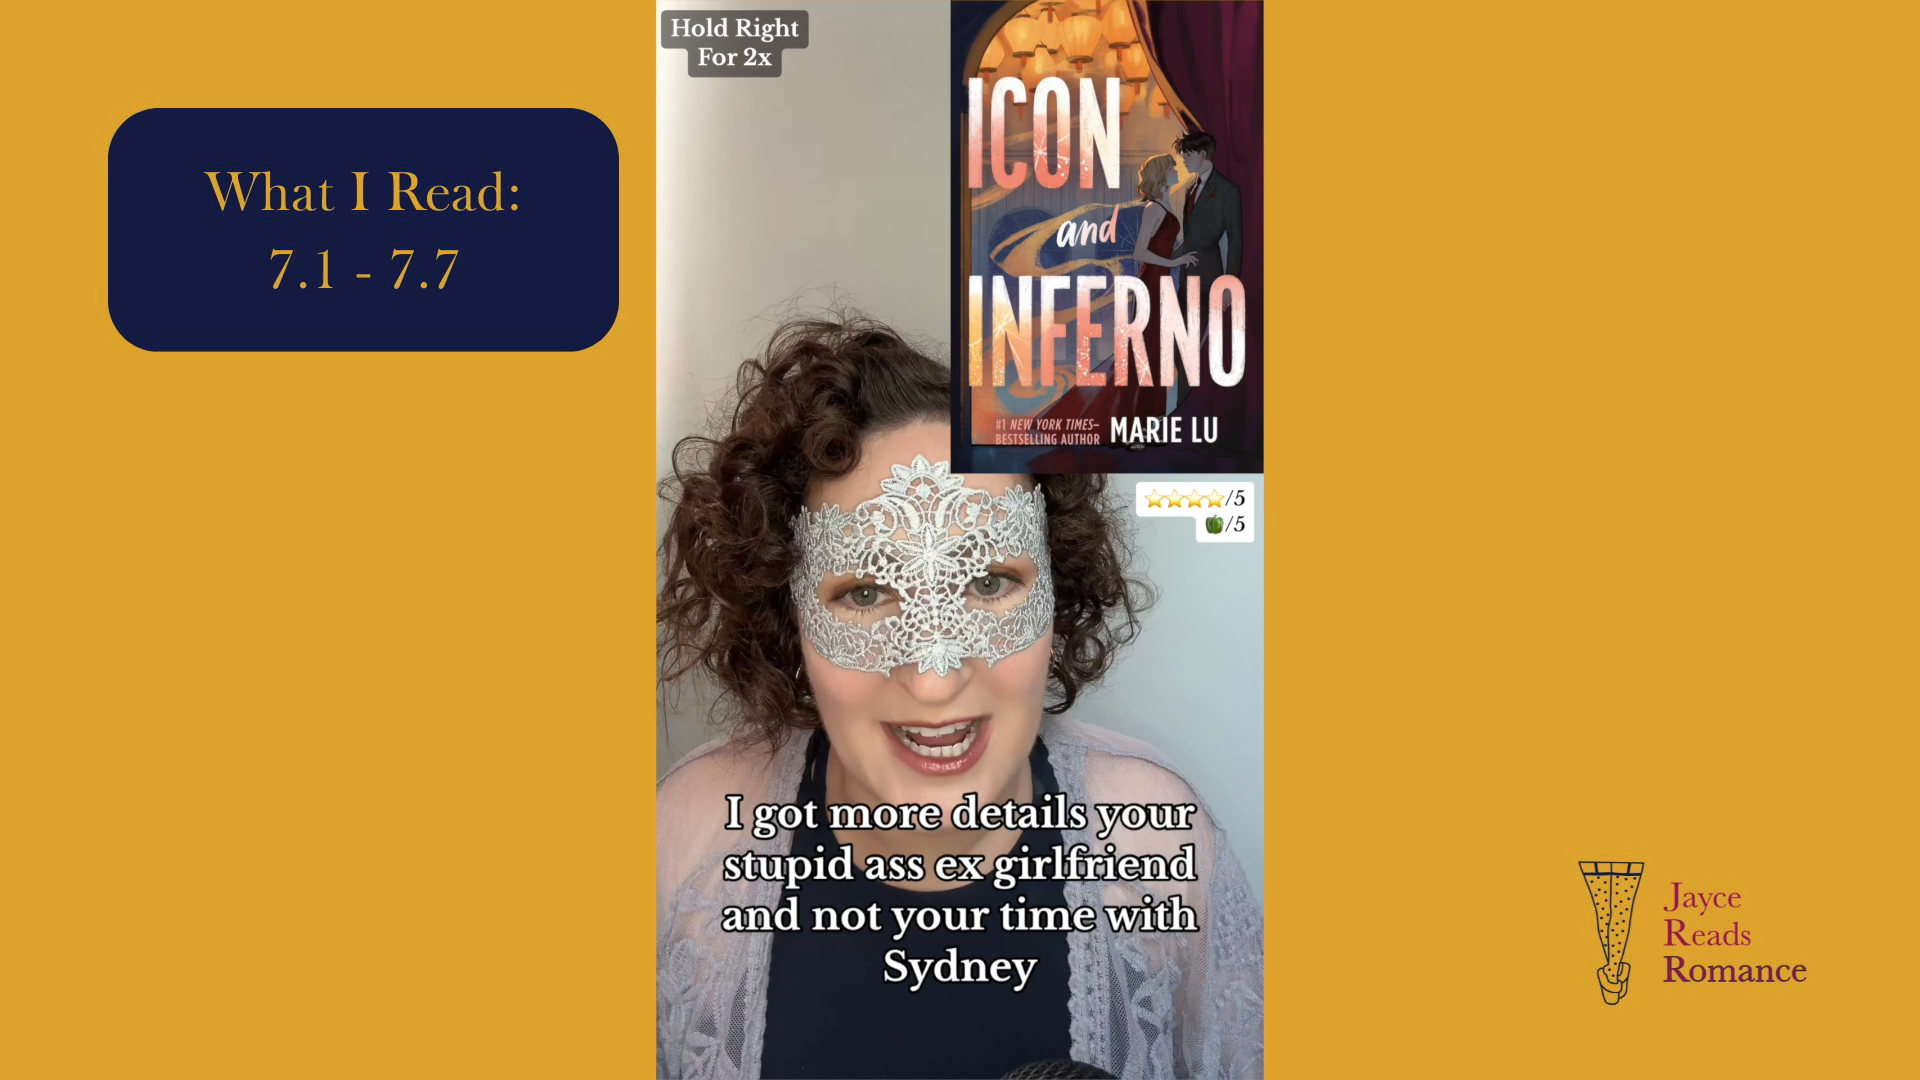 What I Read:
7.1 - 7.7
Hold Right
For 2x
ICON
and
INFERNO
#1 NEW YORK TIMES–
BESTSELLING AUTHOR
MARIE LU
⭐⭐⭐⭐/5
🫑/5
I got more details your
stupid ass ex girlfriend
and not your time with
Sydney
Jayce
Reads
Romance